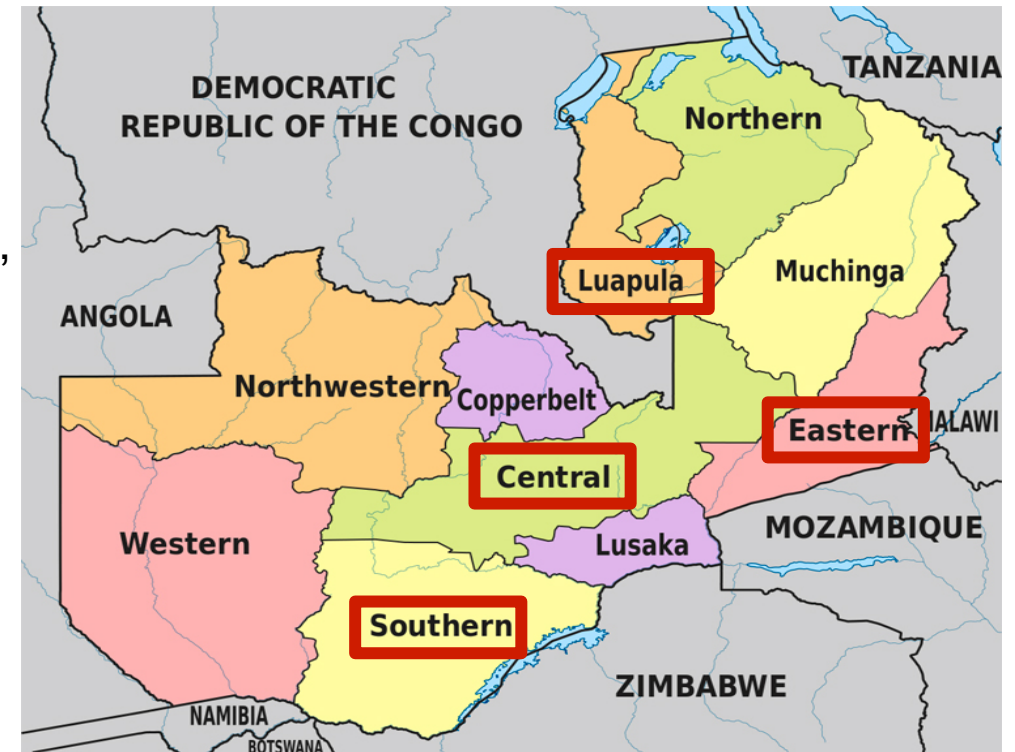 DEMOCRATIC
REPUBLIC OF THE CONGO
TANZANIA
Northern
,
Luapula
Muchinga
ANGOLA
Northwestern
Copperbelt
Eastern
ALAWI
Central
Western
Lusaka
MOZAMBIQUE
Southern
ZIMBABWE
NAMIBIA
BOTSWANA